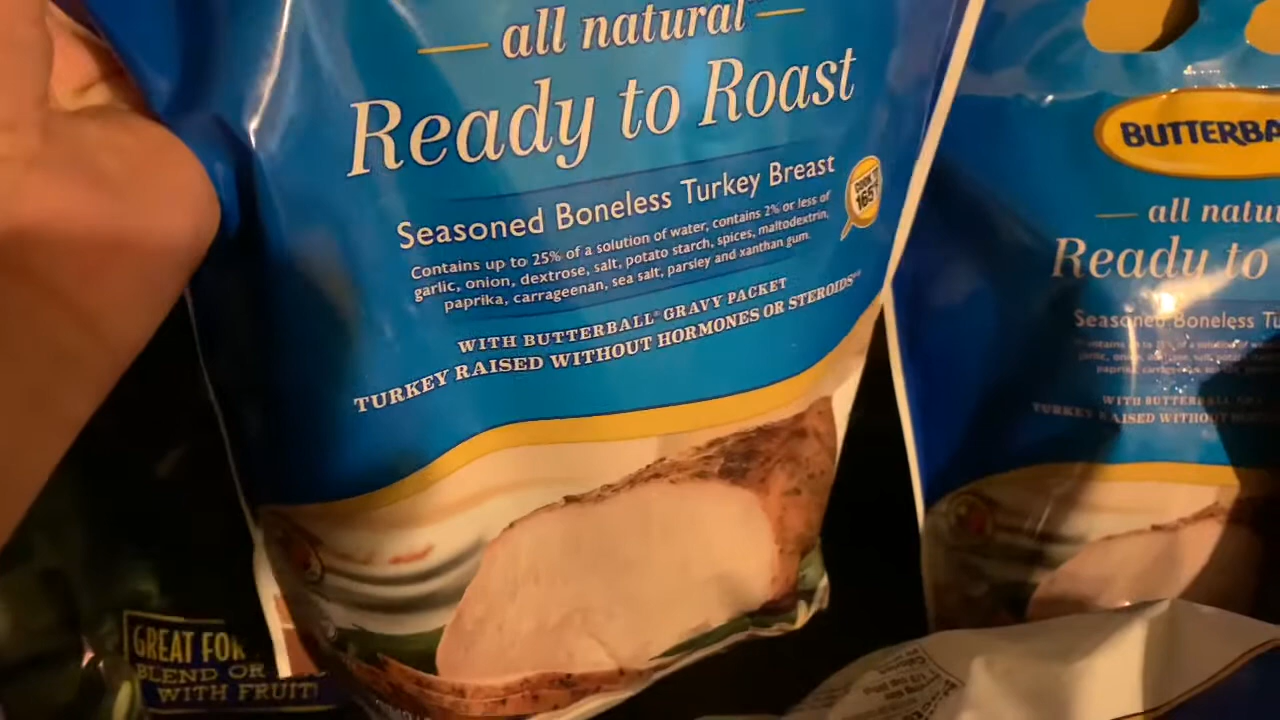 all natural
Ready to Roast
Seasoned Boneless Turkey Breast
Contains up to 25% of a solution of water, contains 2% or less of
garlic, onion, dextrose, salt, potato starch, spices, maltodextrin,
paprika, carrageenan, sea salt, parsley and xanthan gum.
COOK TO
165°
WITH BUTTERBALL® GRAVY PACKET
TURKEY RAISED WITHOUT HORMONES OR STEROIDS
BUTTERBA
all natur
Ready to
Seasoned Boneless Tu
WITH BUTTERBALL
TURKEY RAISED WITHOUT
GREAT FOR
BLEND OR
WITH FRUIT!